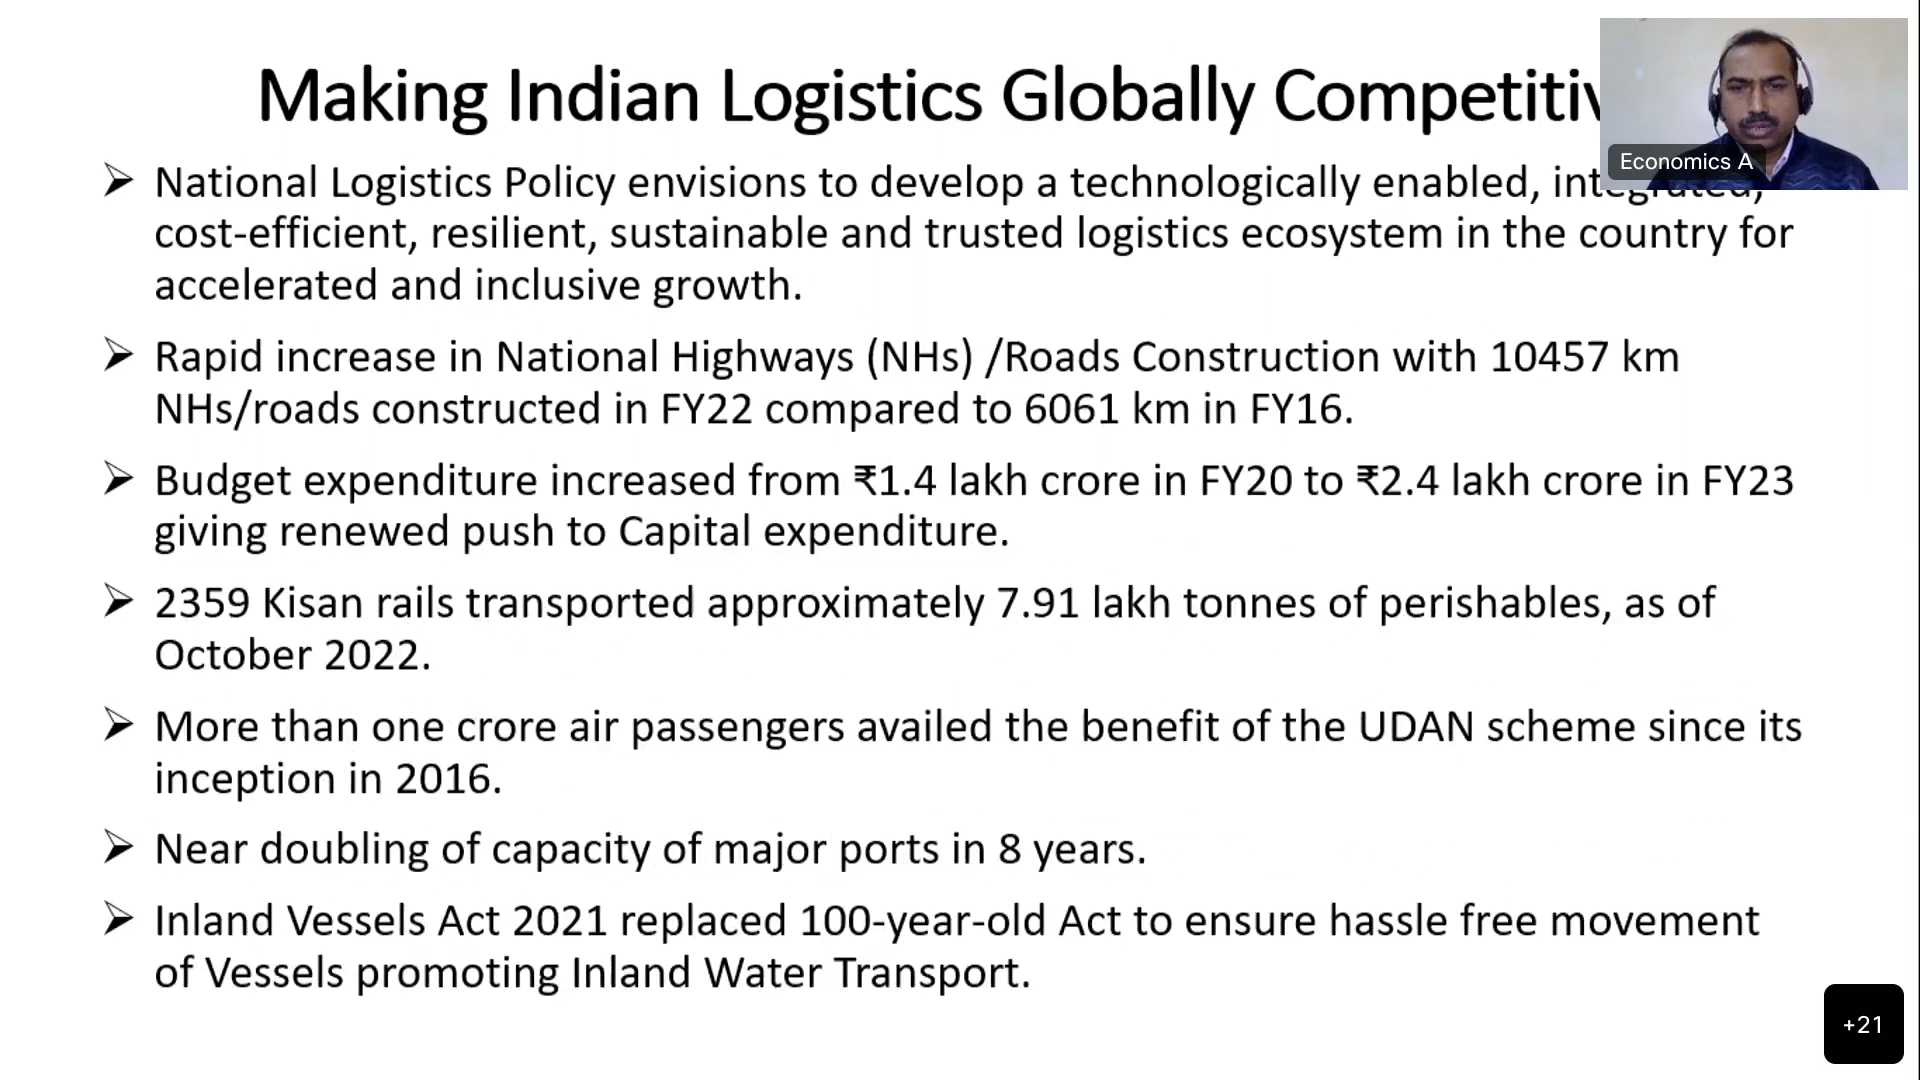 Making Indian Logistics Globally
National Logistics Policy envisions to develop a technologically enabled, integrated,
cost-efficient, resilient, sustainable and trusted logistics ecosystem in the country for
accelerated and inclusive growth.
Rapid increase in National Highways (NHs) /Roads Construction with 10457 km
NHs/roads constructed in FY22 compared to 6061 km in FY16.
Budget expenditure increased from ₹1.4 lakh crore in FY20 to ₹2.4 lakh crore in FY23
giving renewed push to Capital expenditure.
2359 Kisan rails transported approximately 7.91 lakh tonnes of perishables, as of
October 2022.
More than one crore air passengers availed the benefit of the UDAN scheme since its
inception in 2016.
Near doubling of capacity of major ports in 8 years.
Inland Vessels Act 2021 replaced 100-year-old Act to ensure hassle free movement
of Vessels promoting Inland Water Transport.
Economics A
+21